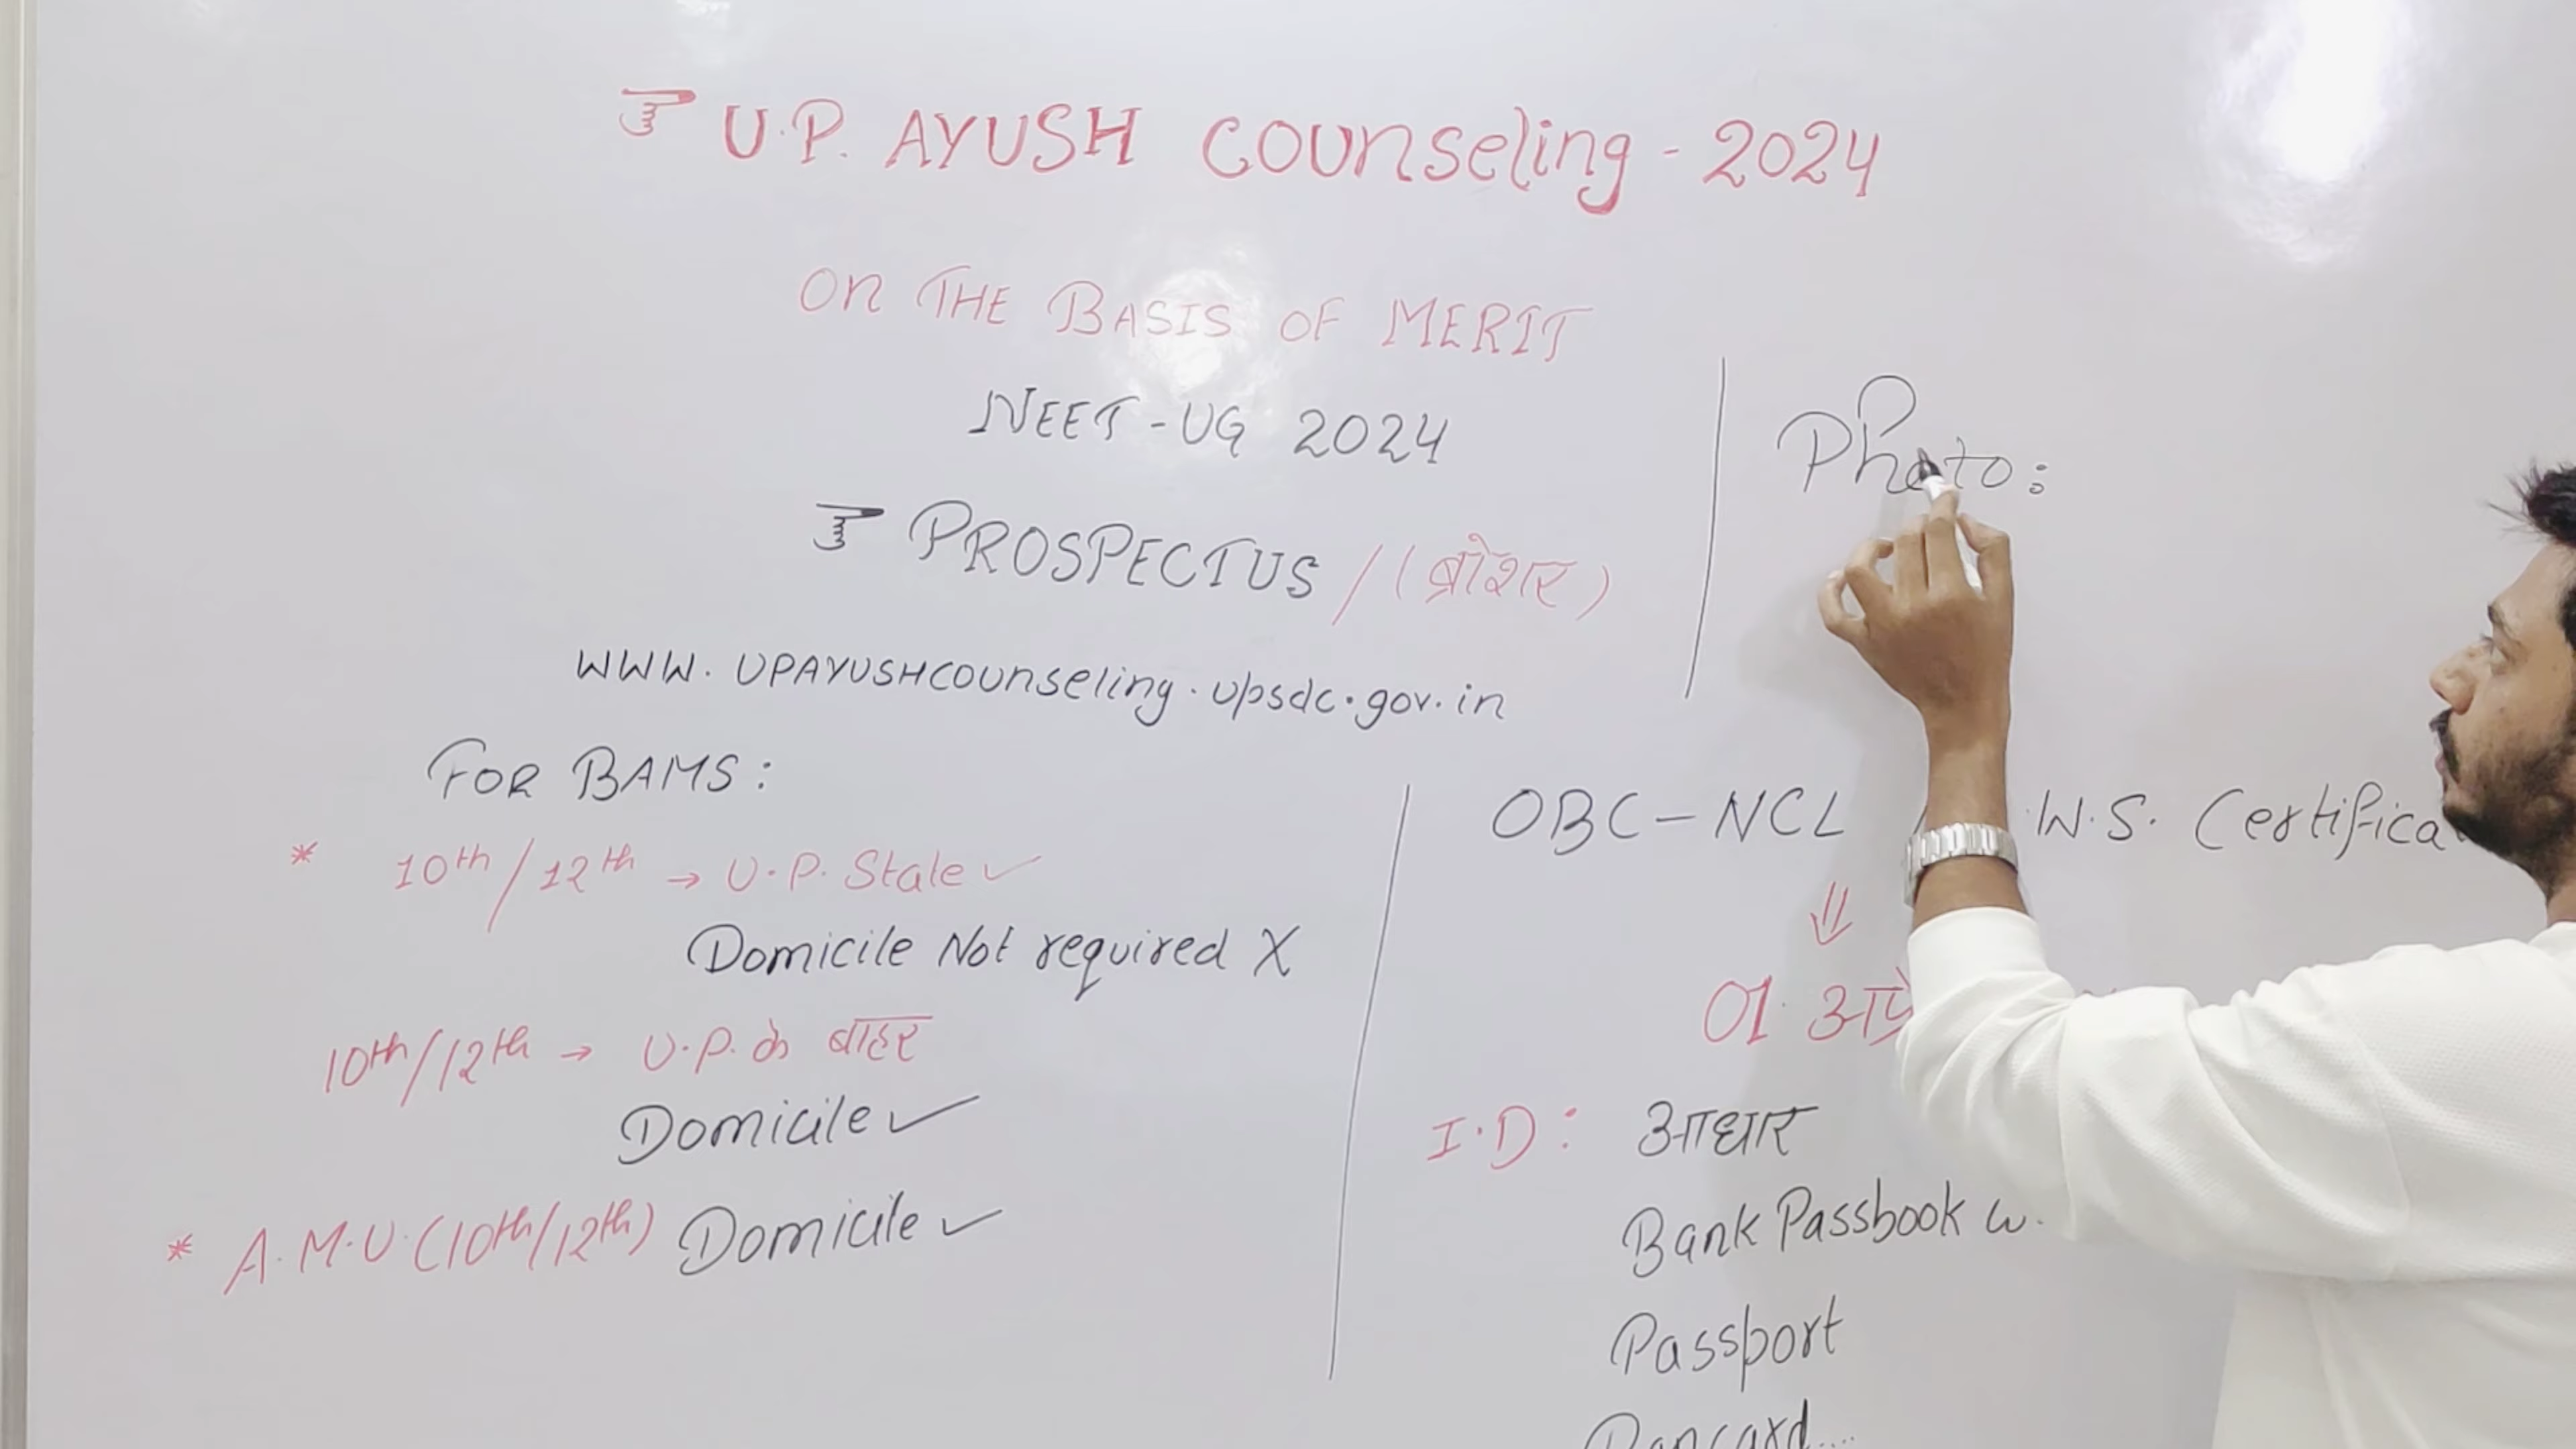 U.P. AYUSH Counseling - 2024
ON THE BASIS OF MERIT
NEET-UG 2024
PROSPECTUS / (ब्रोशर)
www.UPAYUSHCounseling.upsdc.gov.in
Photo:
FOR BAMS:
* 10th/12th → U.P. State ✓
Domicile Not required X
10th/12th → U.P. के बाहर
Domicile ✓
* A.M.U. (10th/12th) Domicile ✓
OBC-NCL W.S.
⇓
01
I.D: आधार
Bank Passbook
Passport
Pancard....